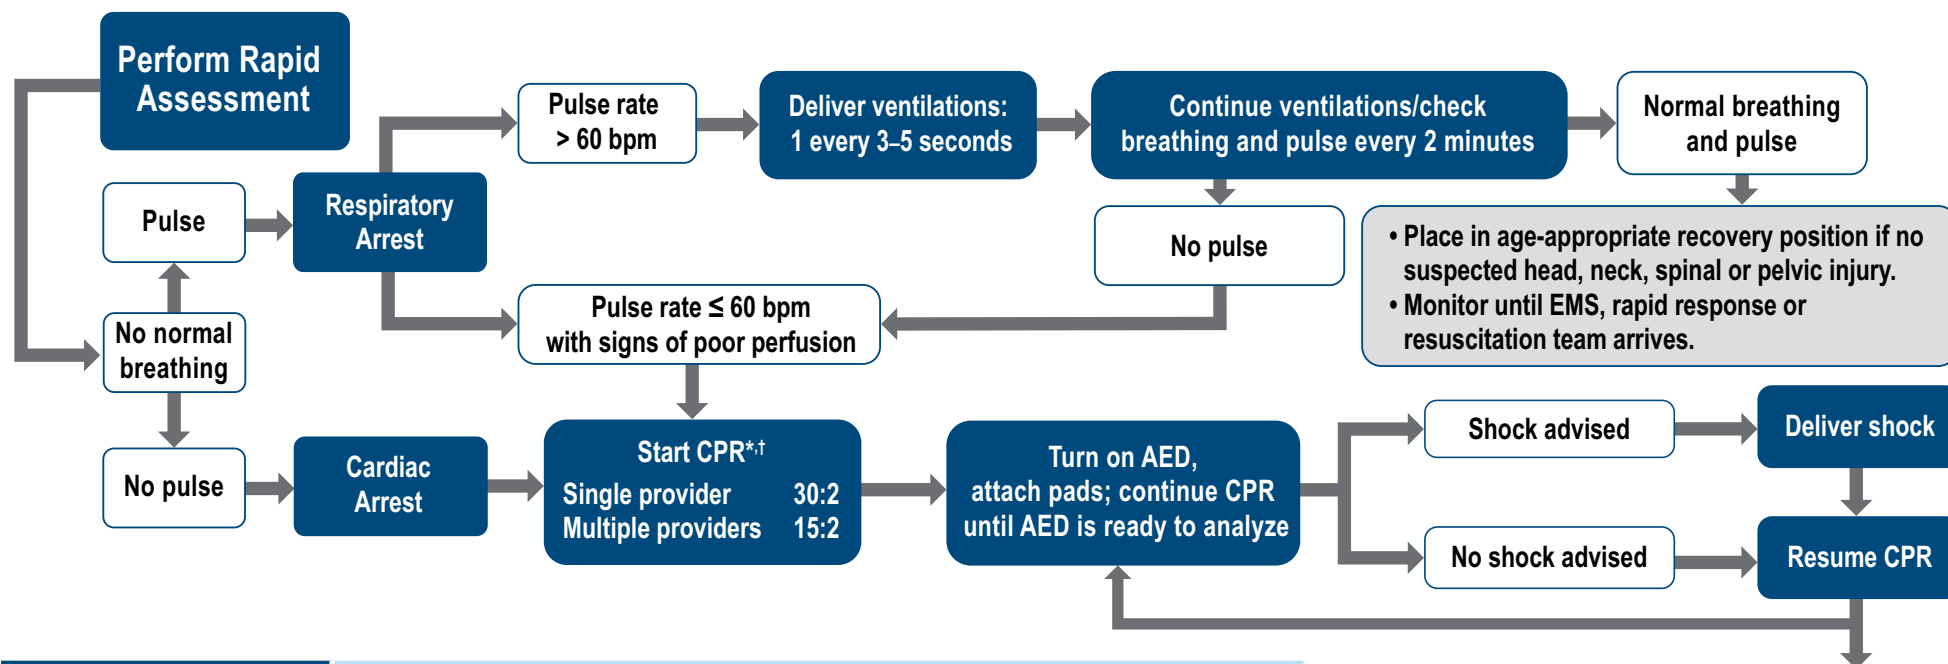 Perform Rapid
Assessment
Pulse rate
> 60 bpm
Deliver ventilations:
1 every 3–5 seconds
Continue ventilations/check
breathing and pulse every 2 minutes
Normal breathing
and pulse
Pulse
Respiratory
Arrest
No pulse
• Place in age-appropriate recovery position if no
suspected head, neck, spinal or pelvic injury.
• Monitor until EMS, rapid response or
resuscitation team arrives.
No normal
breathing
Pulse rate ≤ 60 bpm
with signs of poor perfusion
No pulse
Cardiac
Arrest
Start CPR*,†
Single provider 30:2
Multiple providers 15:2
Turn on AED,
attach pads; continue CPR
until AED is ready to analyze
Shock advised
Deliver shock
No shock advised
Resume CPR